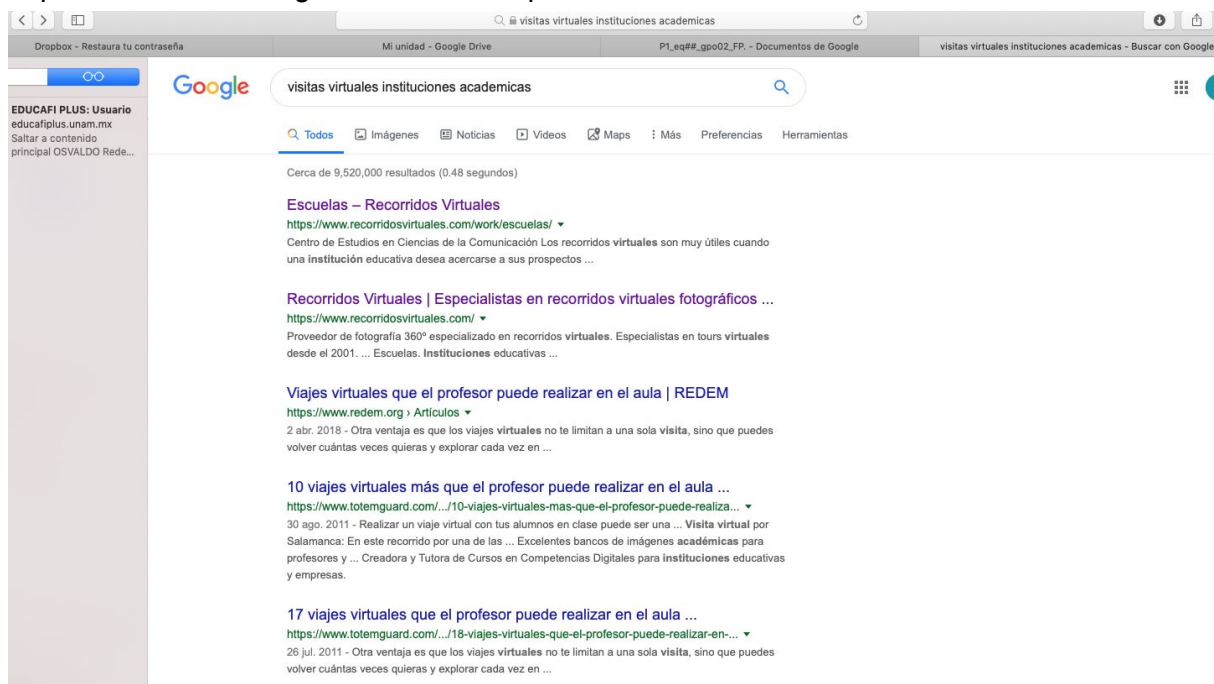 visitas virtuales instituciones academicas
Dropbox - Restaura tu contraseña
Mi unidad - Google Drive
P1_eq##_gpo02_FP. - Documentos de Google
visitas virtuales instituciones academicas - Buscar con Google
EDUCAFI PLUS: Usuario
educafiplus.unam.mx
Saltar a contenido
principal OSVALDO Rede...
Google
visitas virtuales instituciones academicas
Todos Imágenes Noticias Videos Maps Más Preferencias Herramientas
Cerca de 9,520,000 resultados (0.48 segundos)
Escuelas – Recorridos Virtuales
https://www.recorridosvirtuales.com/work/escuelas/
Centro de Estudios en Ciencias de la Comunicación Los recorridos virtuales son muy útiles cuando
una institución educativa desea acercarse a sus prospectos ...
Recorridos Virtuales | Especialistas en recorridos virtuales fotográficos ...
https://www.recorridosvirtuales.com/
Proveedor de fotografía 360º especializado en recorridos virtuales. Especialistas en tours virtuales
desde el 2001. ... Escuelas. Instituciones educativas ...
Viajes virtuales que el profesor puede realizar en el aula | REDEM
https://www.redem.org › Artículos
2 abr. 2018 - Otra ventaja es que los viajes virtuales no te limitan a una sola visita, sino que puedes
volver cuántas veces quieras y explorar cada vez en ...
10 viajes virtuales más que el profesor puede realizar en el aula ...
https://www.totemguard.com/.../10-viajes-virtuales-mas-que-el-profesor-puede-realiza...
30 ago. 2011 - Realizar un viaje virtual con tus alumnos en clase puede ser una ... Visita virtual por
Salamanca: En este recorrido por una de las ... Excelentes bancos de imágenes académicas para
profesores y ... Creadora y Tutora de Cursos en Competencias Digitales para instituciones educativas
y empresas.
17 viajes virtuales que el profesor puede realizar en el aula ...
https://www.totemguard.com/.../18-viajes-virtuales-que-el-profesor-puede-realizar-en-...
26 jul. 2011 - Otra ventaja es que los viajes virtuales no te limitan a una sola visita, sino que puedes
volver cuántas veces quieras y explorar cada vez en ...